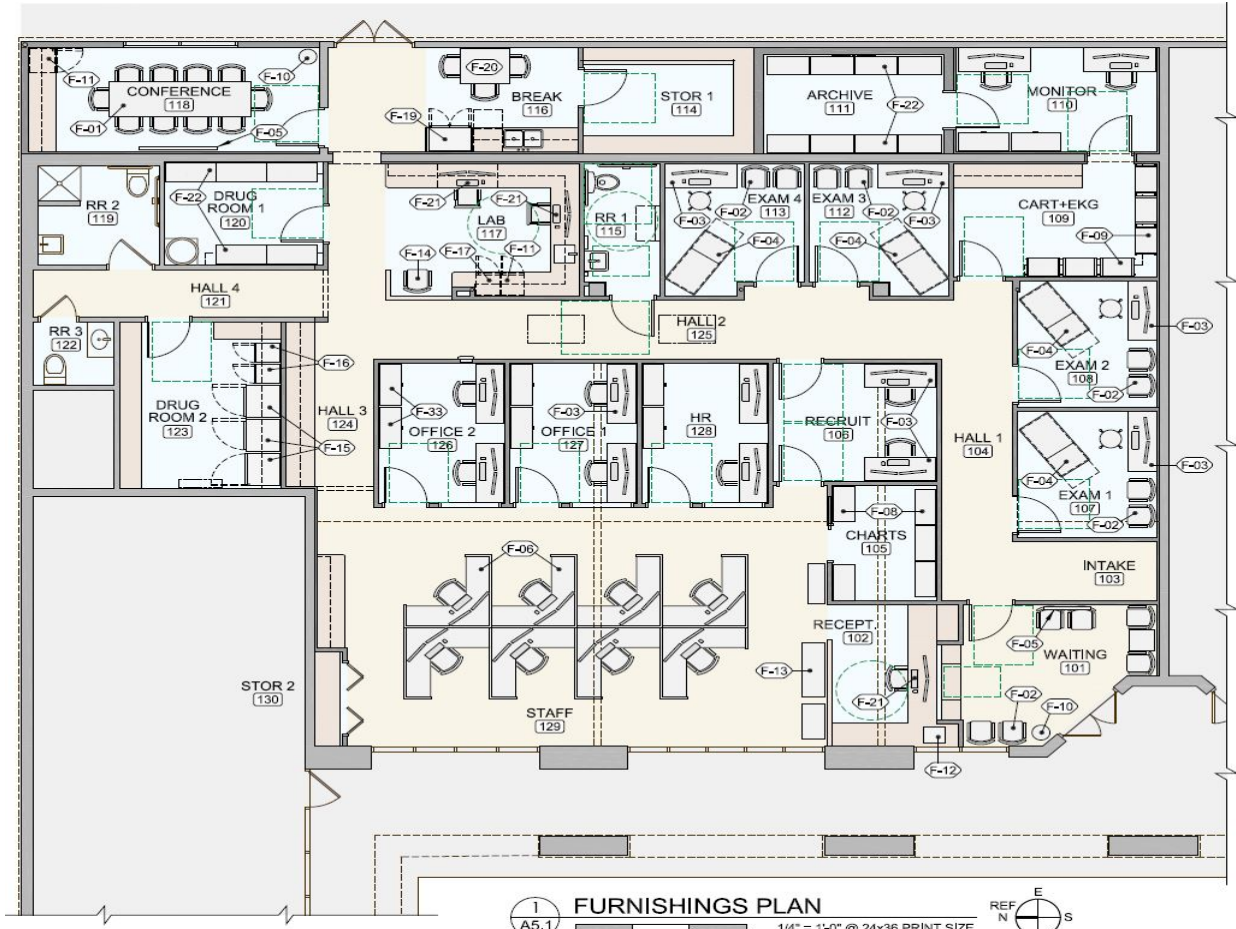 F-11
F-10
CONFERENCE
118
F-01
F-05
F-20
BREAK
116
F-19
STOR 1
114
ARCHIVE
111
F-22
MONITOR
110
RR 2
119
F-22
DRUG
ROOM 1
120
F-21
F-21
LAB
117
F-14
F-17
F-11
RR 1
115
F-03
F-02
EXAM 4
113
F-04
EXAM 3
112
F-02
F-03
F-04
CART+EKG
109
F-09
HALL 4
121
RR 3
122
HALL 2
125
F-03
F-04
EXAM 2
108
F-02
F-16
DRUG
ROOM 2
123
F-15
HALL 3
124
F-33
OFFICE 2
126
F-03
OFFICE 1
127
HR
128
RECRUIT
106
F-03
HALL 1
104
F-03
F-04
EXAM 1
107
F-02
F-08
CHARTS
105
F-06
INTAKE
103
RECEPT.
102
F-05
WAITING
101
F-13
F-21
F-02
F-10
STOR 2
130
STAFF
129
F-12
1
A5.1
FURNISHINGS PLAN
1/4" = 1'-0" @ 24x36 PRINT SIZE
REF
N
E
S